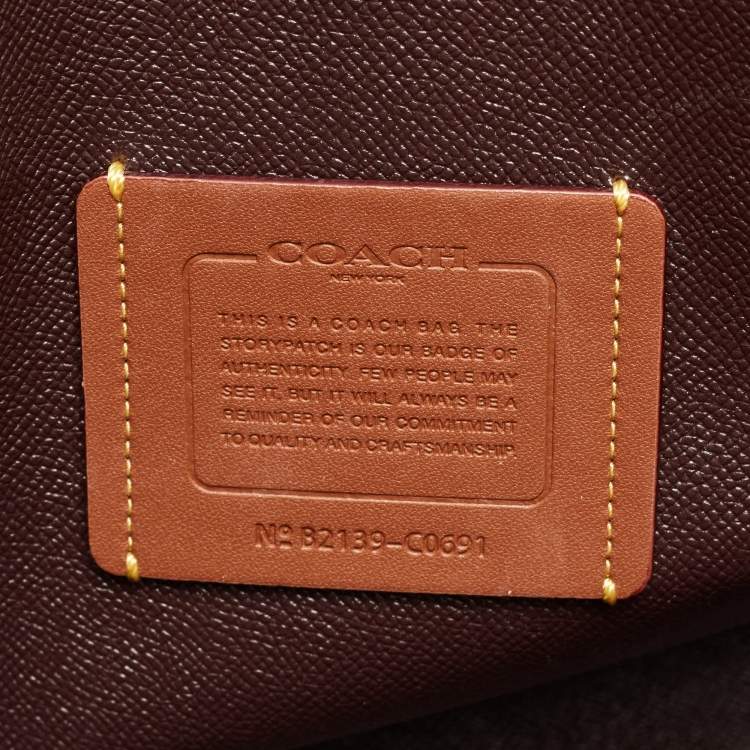 COACH
NEW YORK
THIS IS A COACH BAG. THE
STORYPATCH IS OUR BADGE OF
AUTHENTICITY. FEW PEOPLE MAY
SEE IT, BUT IT WILL ALWAYS BE A
REMINDER OF OUR COMMITMENT
TO QUALITY AND CRAFTSMANSHIP.
Nº B2139-C0691